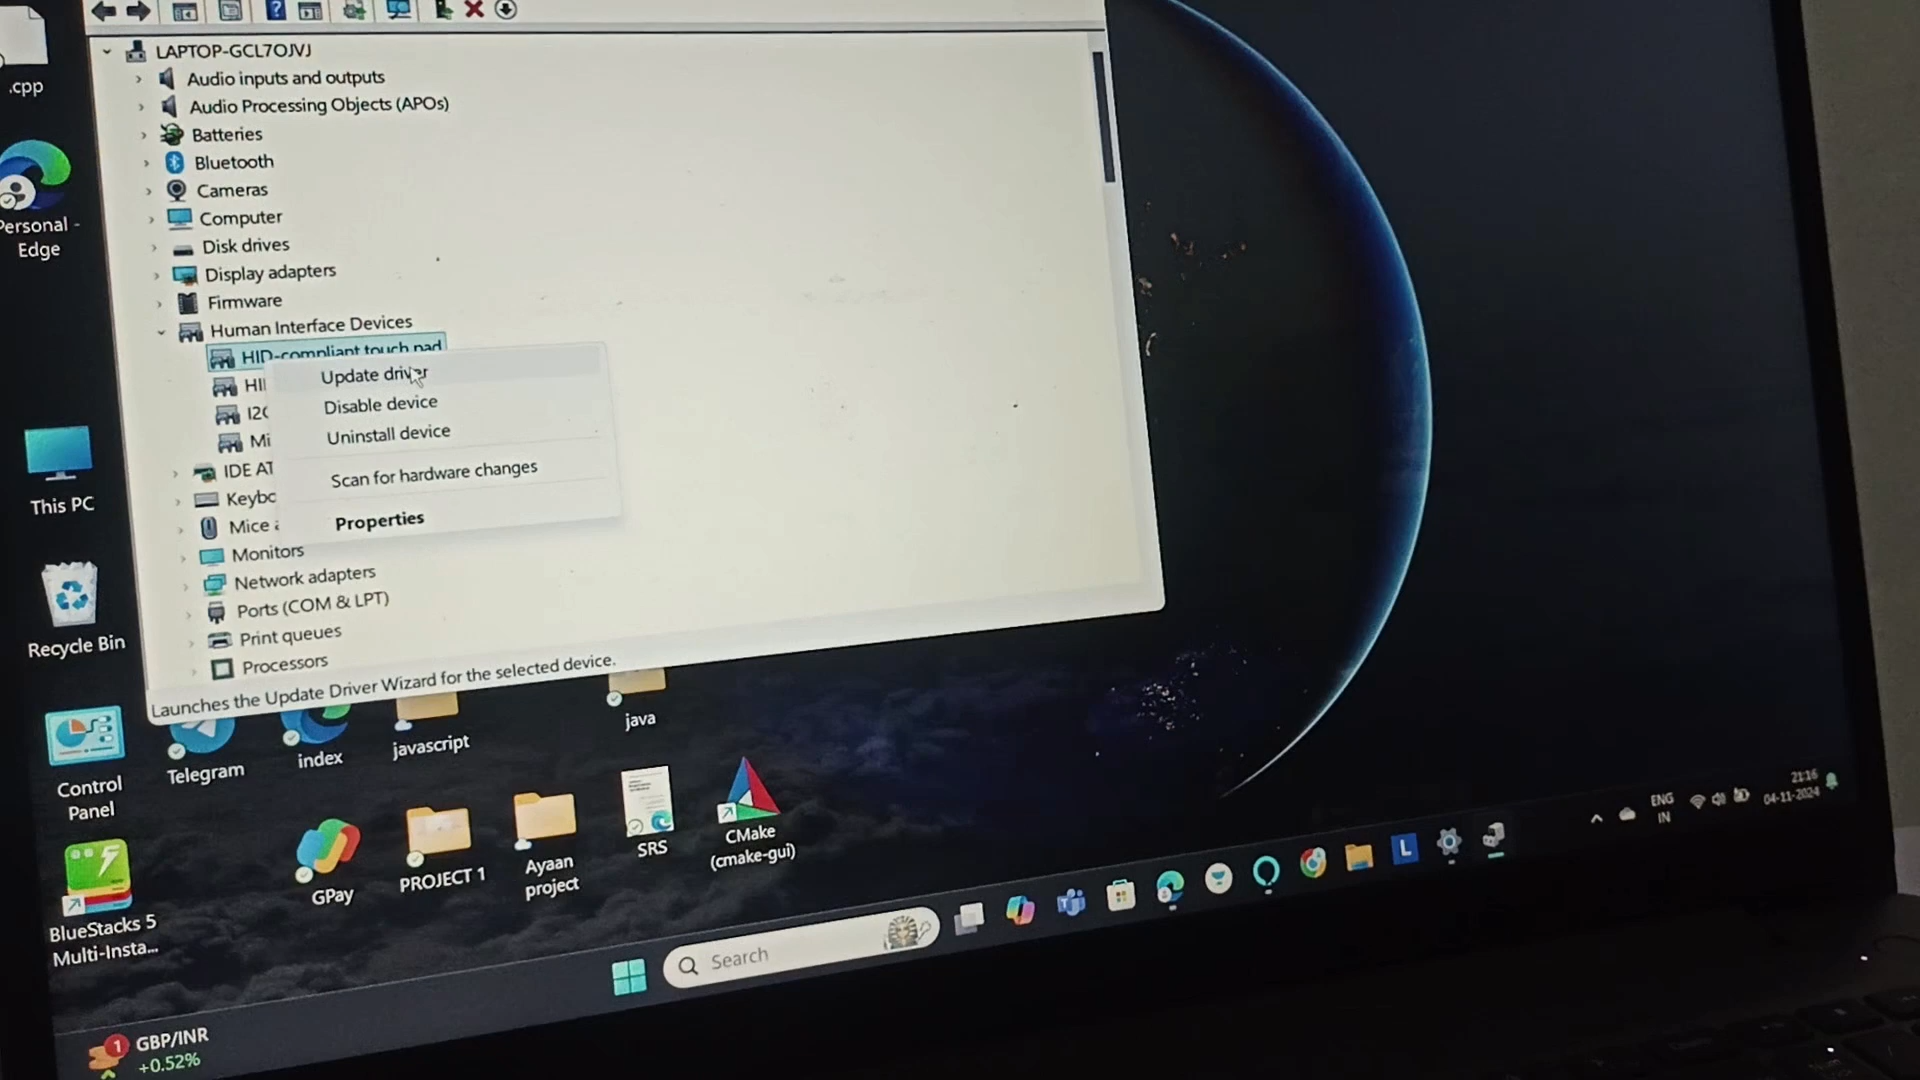 LAPTOP-GCL7OJVJ
Audio inputs and outputs
Audio Processing Objects (APOs)
Batteries
Bluetooth
Cameras
Computer
Disk drives
Display adapters
Firmware
Human Interface Devices
HID-compliant touch pad
HI
I2C
Mi
IDE AT
Keybo
Mice a
Monitors
Network adapters
Ports (COM & LPT)
Print queues
Processors
Launches the Update Driver Wizard for the selected device.
Update driver
Disable device
Uninstall device
Scan for hardware changes
Properties
.cpp
Personal -
Edge
This PC
Recycle Bin
Control
Panel
Telegram
index
javascript
java
BlueStacks 5
Multi-Insta...
GPay
PROJECT 1
Ayaan
project
SRS
CMake
(cmake-gui)
1
GBP/INR
+0.52%
Search
L
ENG
IN
21:16
04-11-2024